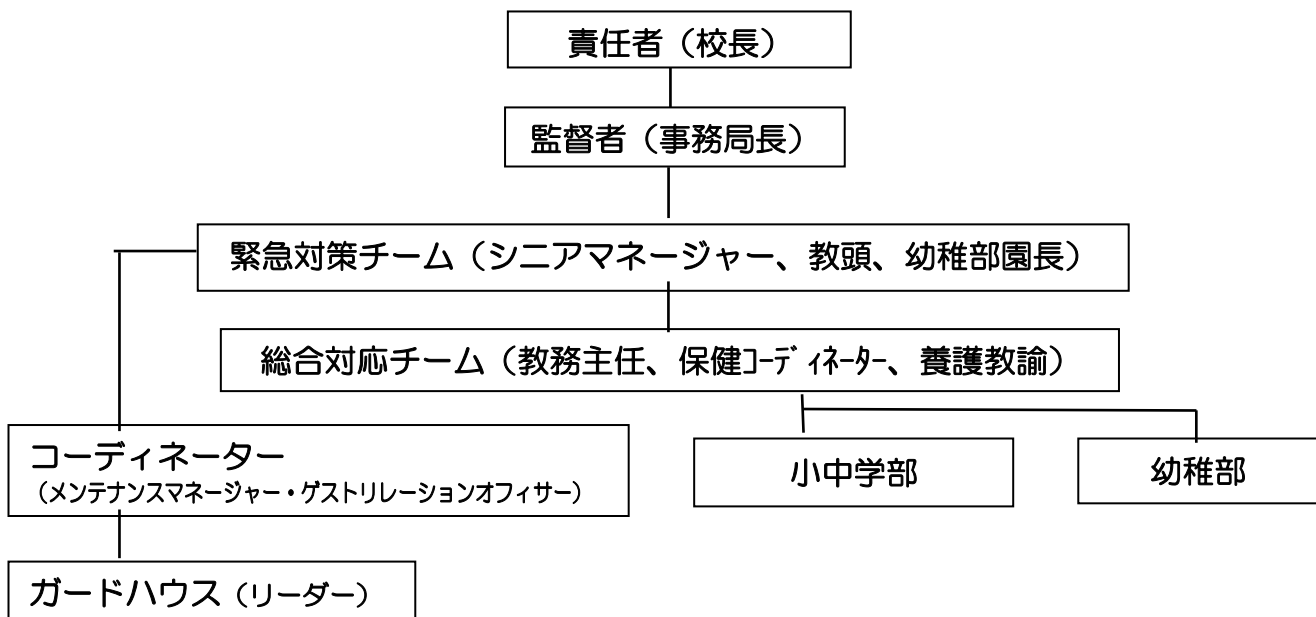 責任者（校長）
監督者（事務局長）
緊急対策チーム（シニアマネージャー、教頭、幼稚部園長）
総合対応チーム（教務主任、保健ｺｰﾃﾞｨﾈｰﾀｰ、養護教諭）
コーディネーター
（メンテナンスマネージャー・ゲストリレーションオフィサー）
小中学部
幼稚部
ガードハウス（リーダー）